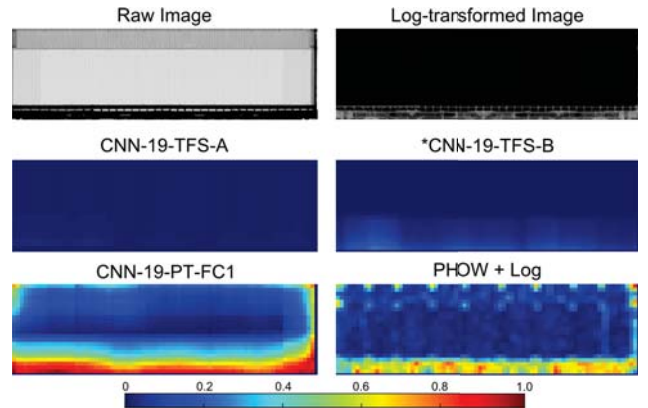 Raw Image Log-transformed Image
CNN-19-TFS-A *CNN-19-TFS-B
CNN-19-PT-FC1 PHOW + Log
0 0.2 0.4 0.6 0.8 1.0